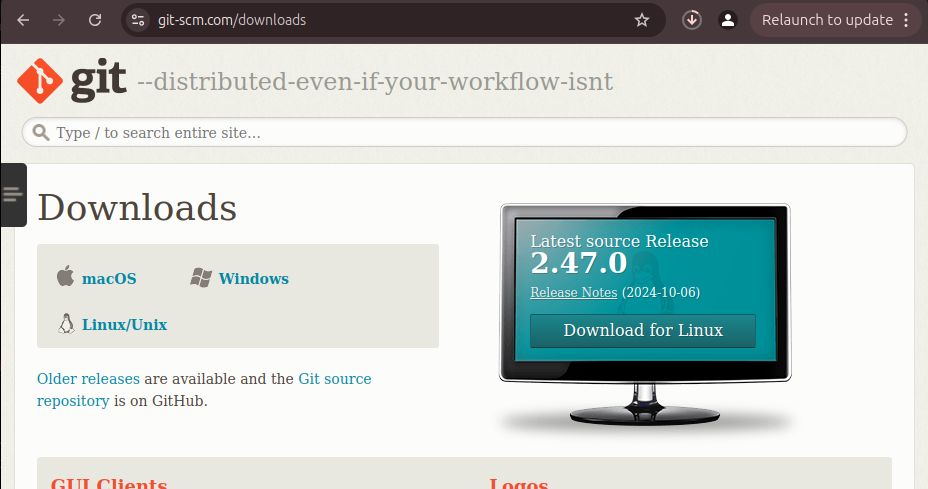 git-scm.com/downloads
Relaunch to update
git --distributed-even-if-your-workflow-isnt
Type / to search entire site...
Downloads
macOS
Windows
Linux/Unix
Older releases are available and the Git source
repository is on GitHub.
Latest source Release
2.47.0
Release Notes (2024-10-06)
Download for Linux
GUI Clients
Logos